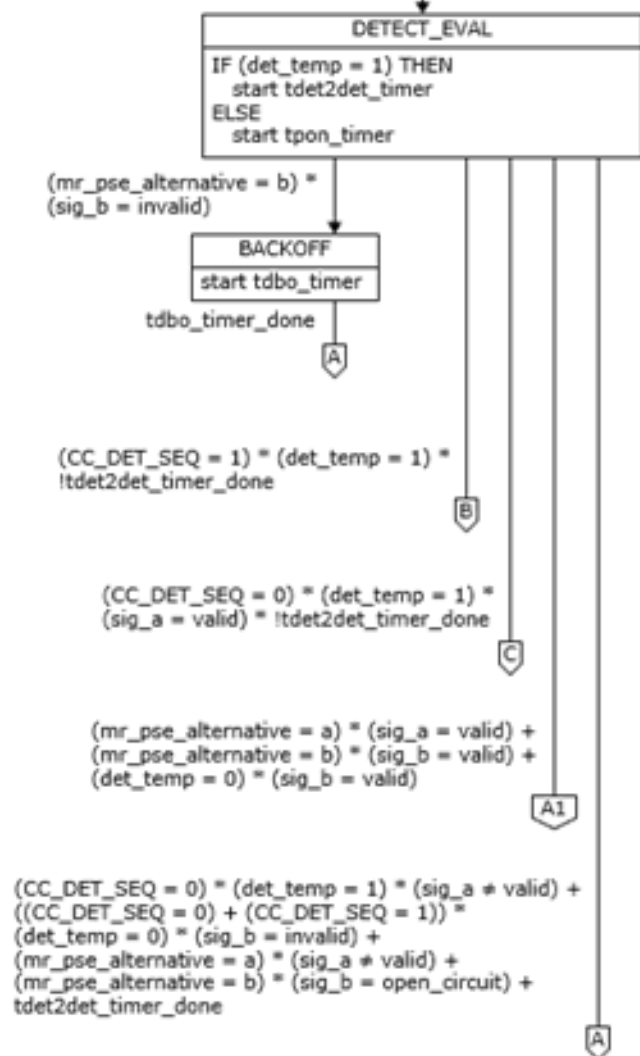 DETECT_EVAL
IF (det_temp = 1) THEN
start tdet2det_timer
ELSE
start tpon_timer
(mr_pse_alternative = b) *
(sig_b = invalid)
BACKOFF
start tdbo_timer
tdbo_timer_done
A
(CC_DET_SEQ = 1) * (det_temp = 1) *
!tdet2det_timer_done
B
(CC_DET_SEQ = 0) * (det_temp = 1) *
(sig_a = valid) * !tdet2det_timer_done
C
(mr_pse_alternative = a) * (sig_a = valid) +
(mr_pse_alternative = b) * (sig_b = valid) +
(det_temp = 0) * (sig_b = valid)
A1
(CC_DET_SEQ = 0) * (det_temp = 1) * (sig_a ≠ valid) +
((CC_DET_SEQ = 0) + (CC_DET_SEQ = 1)) *
(det_temp = 0) * (sig_b = invalid) +
(mr_pse_alternative = a) * (sig_a ≠ valid) +
(mr_pse_alternative = b) * (sig_b = open_circuit) +
tdet2det_timer_done
A